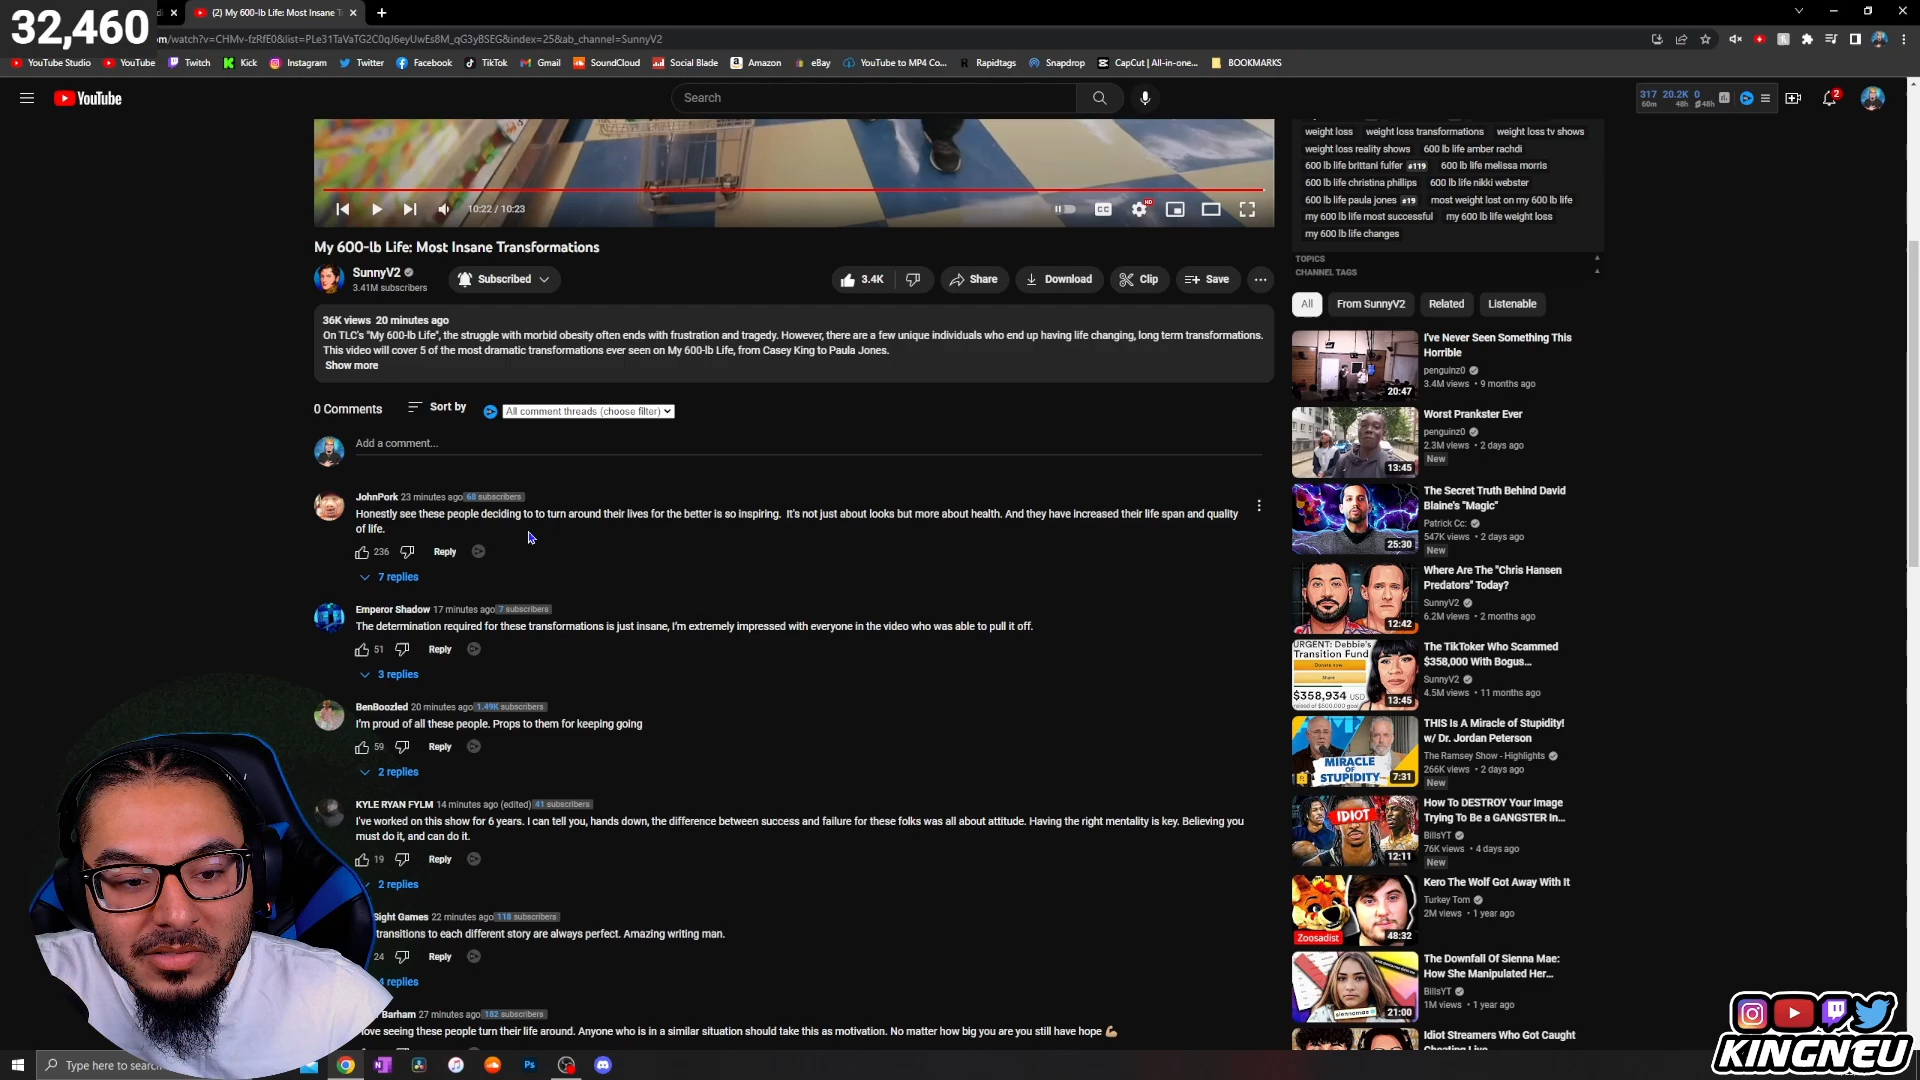 32,460
(2) My 600-lb Life: Most Insane T
m/watch?v=CHMv-fzRfE0&list=PLe31TaVaTG2C0qJ6eyUwEs8M_qG3yBSEG&index=25&ab_channel=SunnyV2
YouTube Studio YouTube Twitch Kick Instagram Twitter Facebook TikTok Gmail SoundCloud Social Blade Amazon eBay YouTube to MP4 Co... Rapidtags Snapdrop CapCut | All-in-one... BOOKMARKS
YouTube
Search
317 20.2K 0
60m 48h 48h
2
10:22 / 10:23
CC
HD
My 600-lb Life: Most Insane Transformations
SunnyV2
3.41M subscribers
Subscribed
3.4K
Share
Download
Clip
Save
36K views 20 minutes ago
On TLC's "My 600-lb Life", the struggle with morbid obesity often ends with frustration and tragedy. However, there are a few unique individuals who end up having life changing, long term transformations.
This video will cover 5 of the most dramatic transformations ever seen on My 600-lb Life, from Casey King to Paula Jones.
Show more
0 Comments
Sort by
All comment threads (choose filter)
Add a comment...
JohnPork 23 minutes ago 68 subscribers
Honestly see these people deciding to to turn around their lives for the better is so inspiring. It's not just about looks but more about health. And they have increased their life span and quality
of life.
236 Reply
7 replies
Emperor Shadow 17 minutes ago 7 subscribers
The determination required for these transformations is just insane, I'm extremely impressed with everyone in the video who was able to pull it off.
51 Reply
3 replies
BenBoozled 20 minutes ago 1.49K subscribers
I'm proud of all these people. Props to them for keeping going
59 Reply
2 replies
KYLE RYAN FYLM 14 minutes ago (edited) 41 subscribers
I've worked on this show for 6 years. I can tell you, hands down, the difference between success and failure for these folks was all about attitude. Having the right mentality is key. Believing you
must do it, and can do it.
19 Reply
2 replies
Sight Games 22 minutes ago 118 subscribers
transitions to each different story are always perfect. Amazing writing man.
24 Reply
4 replies
Barham 27 minutes ago 182 subscribers
love seeing these people turn their life around. Anyone who is in a similar situation should take this as motivation. No matter how big you are you still have hope 💪🏼
weight loss weight loss transformations weight loss tv shows
weight loss reality shows 600 lb life amber rachdi
600 lb life brittani fulfer #119 600 lb life melissa morris
600 lb life christina phillips 600 lb life nikki webster
600 lb life paula jones #19 most weight lost on my 600 lb life
my 600 lb life most successful my 600 lb life weight loss
my 600 lb life changes
TOPICS
CHANNEL TAGS
All From SunnyV2 Related Listenable
20:47
I've Never Seen Something This
Horrible
penguinz0
3.4M views • 9 months ago
13:45
Worst Prankster Ever
penguinz0
2.3M views • 2 days ago
New
25:30
The Secret Truth Behind David
Blaine's "Magic"
Patrick Cc:
547K views • 2 days ago
New
12:42
Where Are The "Chris Hansen
Predators" Today?
SunnyV2
6.2M views • 2 months ago
URGENT: Debbie's
Transition Fund
Donate now
Share
$358,934 USD
raised of $500,000 goal
13:45
The TikToker Who Scammed
$358,000 With Bogus...
SunnyV2
4.5M views • 11 months ago
MIRACLE
OF
STUPIDITY
7:31
THIS Is A Miracle of Stupidity!
w/ Dr. Jordan Peterson
The Ramsey Show - Highlights
266K views • 2 days ago
New
IDIOT
12:11
How To DESTROY Your Image
Trying To Be a GANGSTER In...
BillsYT
76K views • 4 days ago
New
Zoosadist
48:32
Kero The Wolf Got Away With It
Turkey Tom
2M views • 1 year ago
siennamae
21:00
The Downfall Of Sienna Mae:
How She Manipulated Her...
BillsYT
1M views • 1 year ago
Idiot Streamers Who Got Caught
Cheating Live
Type here to search
Ps
KINGNEU